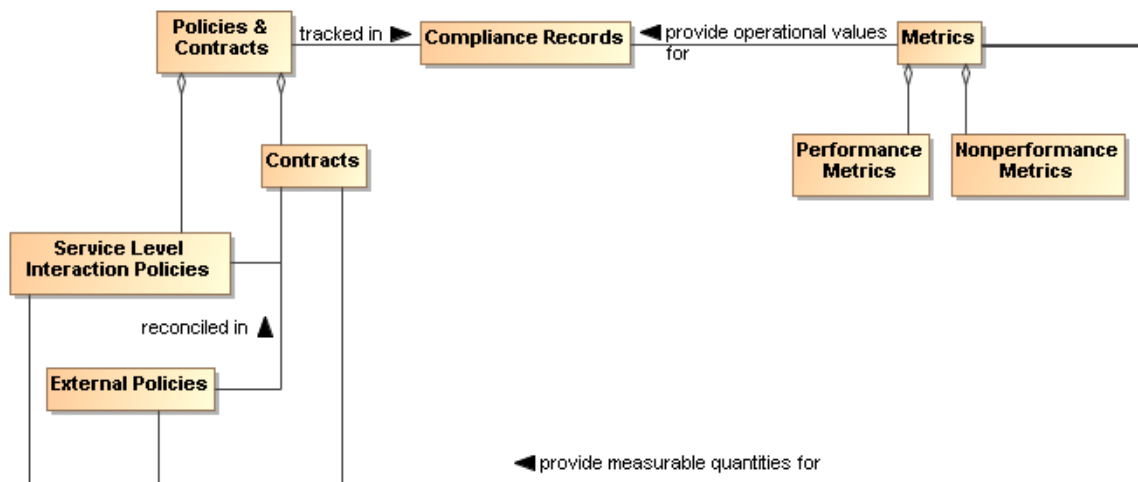 Policies &
Contracts
tracked in
Compliance Records
provide operational values
for
Metrics
Performance
Metrics
Nonperformance
Metrics
Contracts
Service Level
Interaction Policies
reconciled in
External Policies
provide measurable quantities for